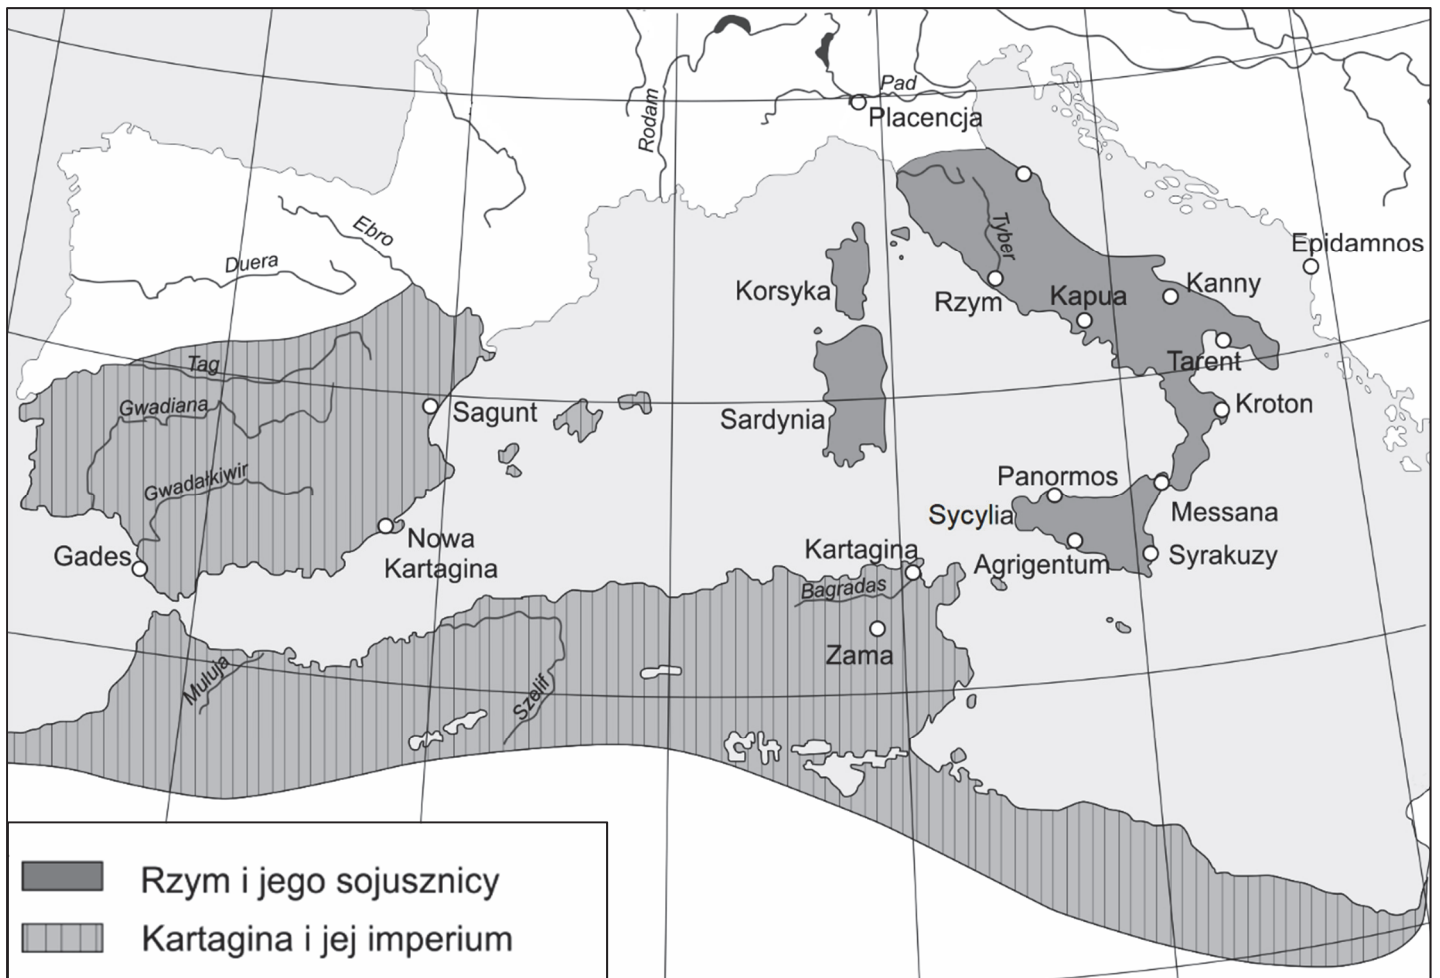 Pad
Placencja
Rodam
Ebro
Duera
Tyber
Epidamnos
Korsyka
Rzym
Kapua
Kanny
Tag
Tarent
Gwadiana
Sagunt
Sardynia
Kroton
Gwadałkiwir
Panormos
Sycylia
Messana
Gades
Nowa
Kartagina
Kartagina
Agrigentum
Syrakuzy
Bagradas
Zama
Muluja
Szelif
Rzym i jego sojusznicy
Kartagina i jej imperium